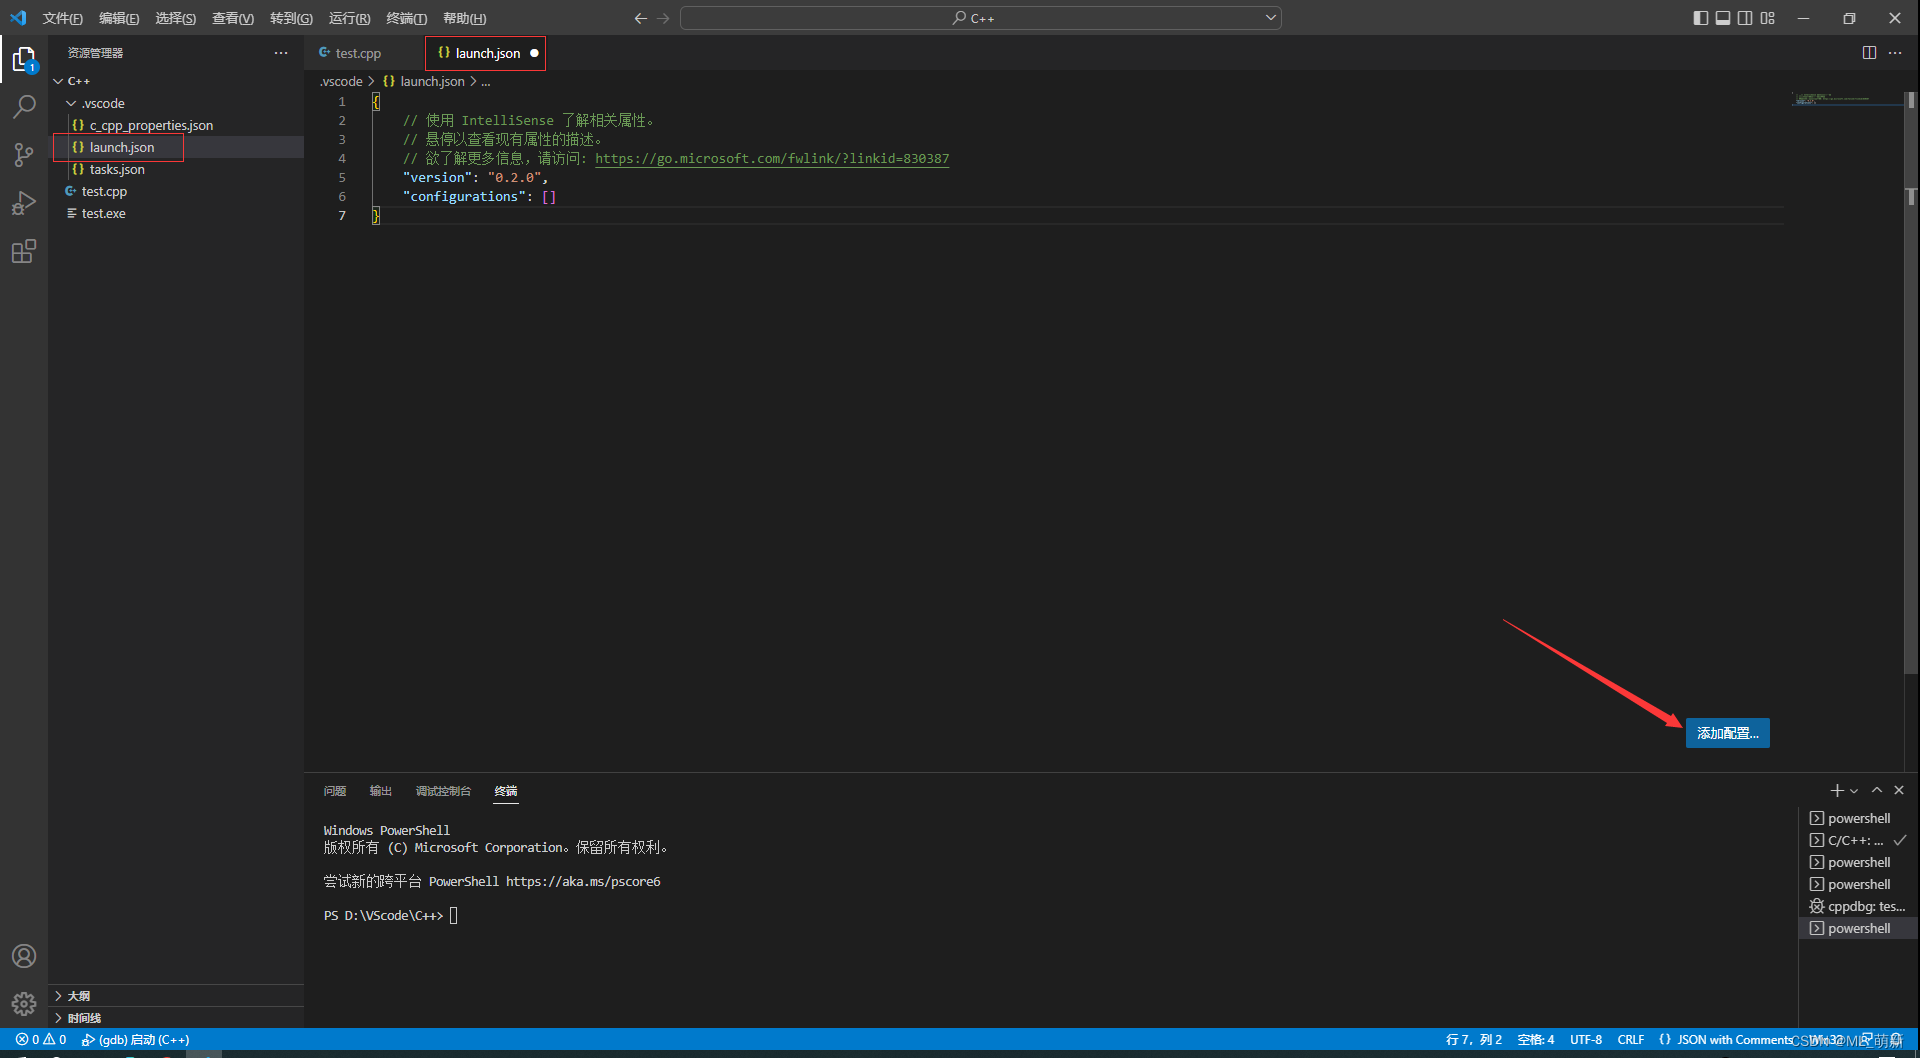 文件(F) 编辑(E) 选择(S) 查看(V) 转到(G) 运行(R) 终端(T) 帮助(H)
C++
资源管理器
1
C++
.vscode
c_cpp_properties.json
launch.json
tasks.json
test.cpp
test.exe
大纲
时间线
test.cpp
launch.json
.vscode > {} launch.json > ...
1 {
2 // 使用 IntelliSense 了解相关属性。
3 // 悬停以查看现有属性的描述。
4 // 欲了解更多信息，请访问: https://go.microsoft.com/fwlink/?linkid=830387
5 "version": "0.2.0",
6 "configurations": []
7 }
添加配置...
问题 输出 调试控制台 终端
Windows PowerShell
版权所有 (C) Microsoft Corporation。保留所有权利。
尝试新的跨平台 PowerShell https://aka.ms/pscore6
PS D:\VScode\C++>
powershell
C/C++: ...
powershell
powershell
cppdbg: tes...
powershell
0 0 (gdb) 启动 (C++)
行 7，列 2 空格: 4 UTF-8 CRLF {} JSON with Comments Win32